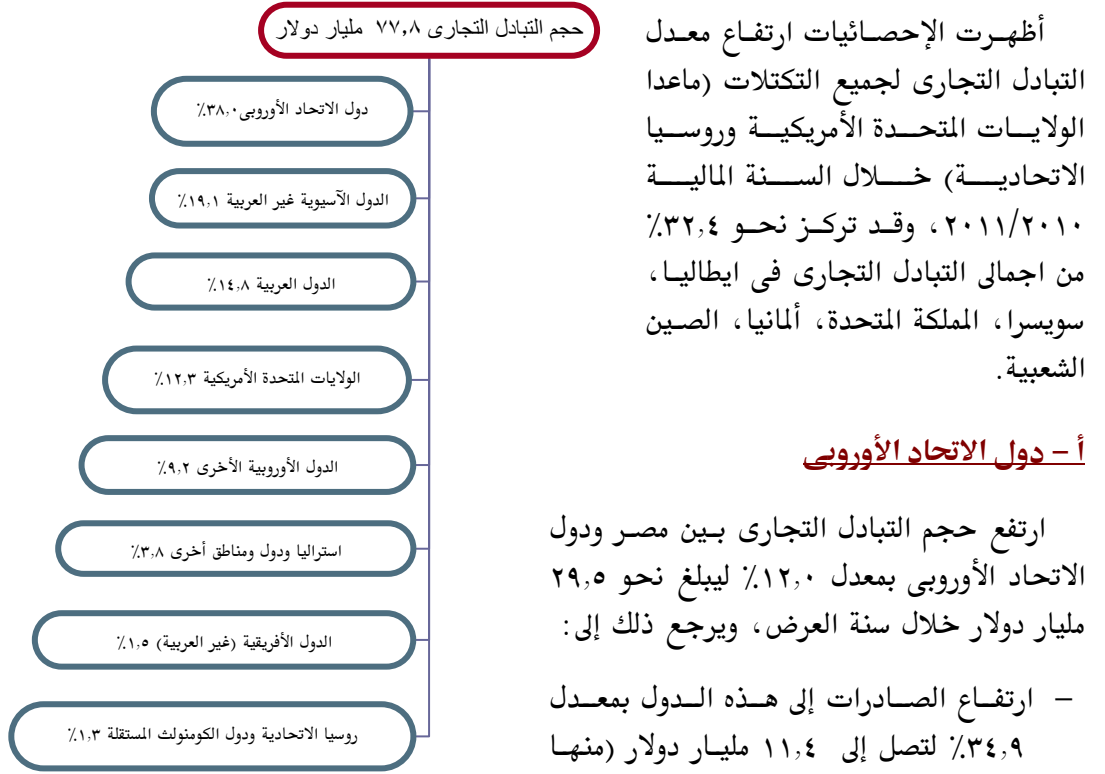 أظهرت الإحصائيات ارتفاع معدل
التبادل التجارى لجميع التكتلات (ماعدا
الولايات المتحدة الأمريكية وروسيا
الاتحادية) خلال السنة المالية
٢٠١١/٢٠١٠، وقد تركز نحو ٣٢,٤٪
من اجمالى التبادل التجارى فى ايطاليا،
سويسرا، المملكة المتحدة، ألمانيا، الصين
الشعبية.
أ – دول الاتحاد الأوروبى
ارتفع حجم التبادل التجارى بين مصر ودول
الاتحاد الأوروبى بمعدل ١٢,٠٪ ليبلغ نحو ٢٩,٥
مليار دولار خلال سنة العرض، ويرجع ذلك إلى:
– ارتفاع الصادرات إلى هذه الدول بمعدل
٣٤,٩٪ لتصل إلى ١١,٤ مليار دولار (منها
حجم التبادل التجارى ٧٧,٨ مليار دولار
دول الاتحاد الأوروبى٣٨,٠٪
الدول الآسيوية غير العربية ١٩,١٪
الدول العربية ١٤,٨٪
الولايات المتحدة الأمريكية ١٢,٣٪
الدول الأوروبية الأخرى ٩,٢٪
استراليا ودول ومناطق أخرى ٣,٨٪
الدول الأفريقية (غير العربية) ١,٥٪
روسيا الاتحادية ودول الكومنولث المستقلة ١,٣٪